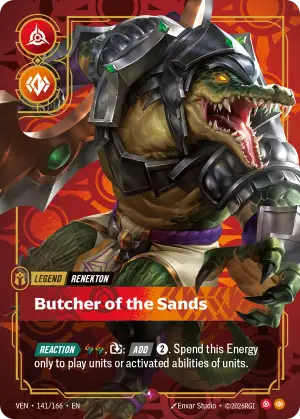 LEGEND RENEKTON
Butcher of the Sands
REACTION , : ADD 2. Spend this Energy
only to play units or activated abilities of units.
VEN • 141/166 • EN
Envar Studio ©2026RGI